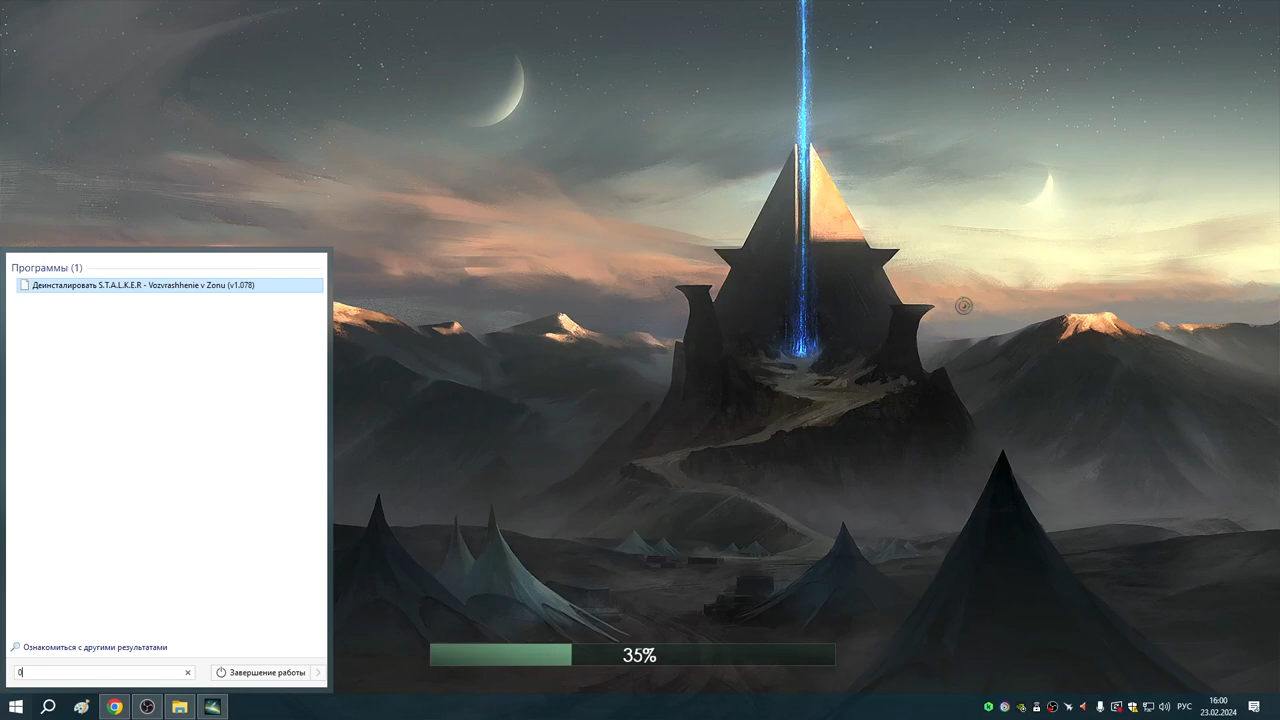 Программы (1)
Деинсталировать S.T.A.L.K.E.R - Vozvrashhenie v Zonu (v1.078)
35%
Ознакомиться с другими результатами
0
Завершение работы
РУС
16:00
23.02.2024